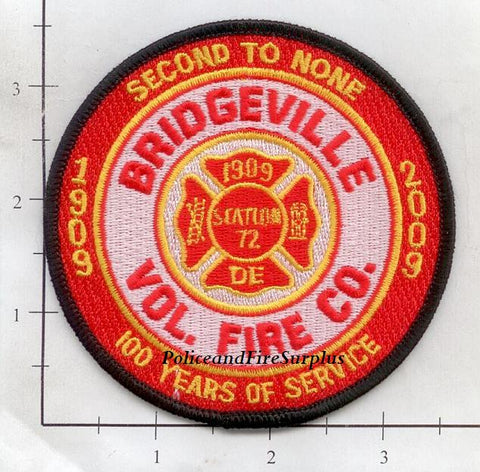 SECOND TO NONE
BRIDGEVILLE
1909
2009
1909
STATION
72
DE
VOL. FIRE CO.
100 YEARS OF SERVICE
PoliceandFireSurplus
3
2
1
1
2
3